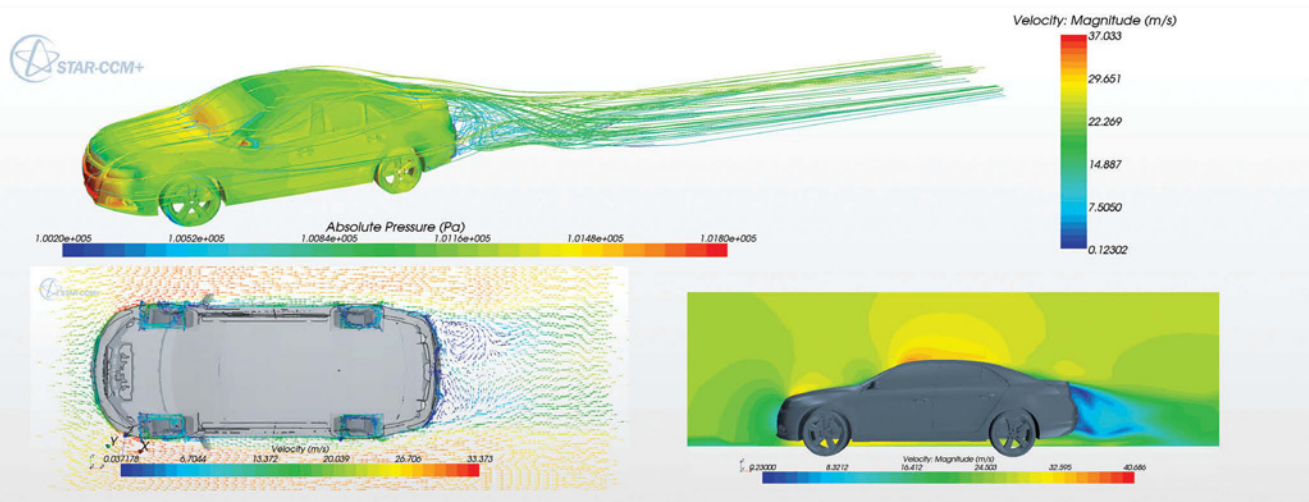 Velocity: Magnitude (m/s)
37.033
29.651
22.269
14.887
7.5050
0.12302
STAR-CCM+
Absolute Pressure (Pa)
1.0020e+005 1.0052e+005 1.0084e+005 1.0116e+005 1.0148e+005 1.0180e+005
STAR-CCM+
Y X
Velocity (m/s)
0.037178 6.7044 13.372 20.039 26.706 33.373
Velocity: Magnitude (m/s)
0.23000 8.3212 16.412 24.503 32.595 40.686